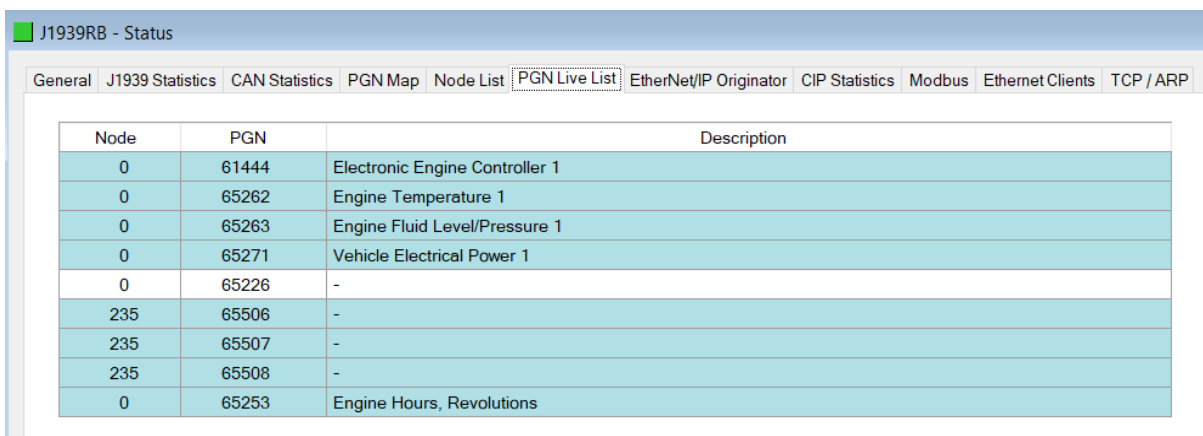 J1939RB - Status
General J1939 Statistics CAN Statistics PGN Map Node List PGN Live List EtherNet/IP Originator CIP Statistics Modbus Ethernet Clients TCP / ARP
Node PGN Description
0 61444 Electronic Engine Controller 1
0 65262 Engine Temperature 1
0 65263 Engine Fluid Level/Pressure 1
0 65271 Vehicle Electrical Power 1
0 65226 -
235 65506 -
235 65507 -
235 65508 -
0 65253 Engine Hours, Revolutions